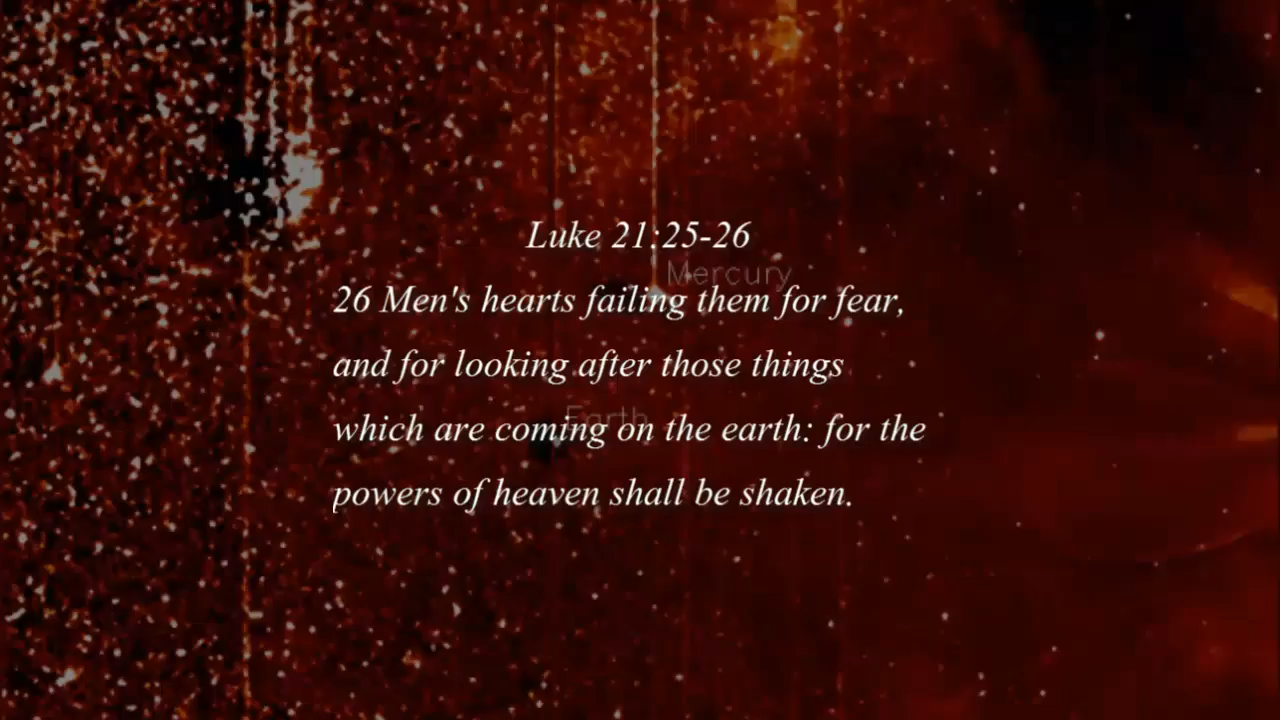 Luke 21:25-26
Mercury
26 Men's hearts failing them for fear,
and for looking after those things
Earth
which are coming on the earth: for the
powers of heaven shall be shaken.